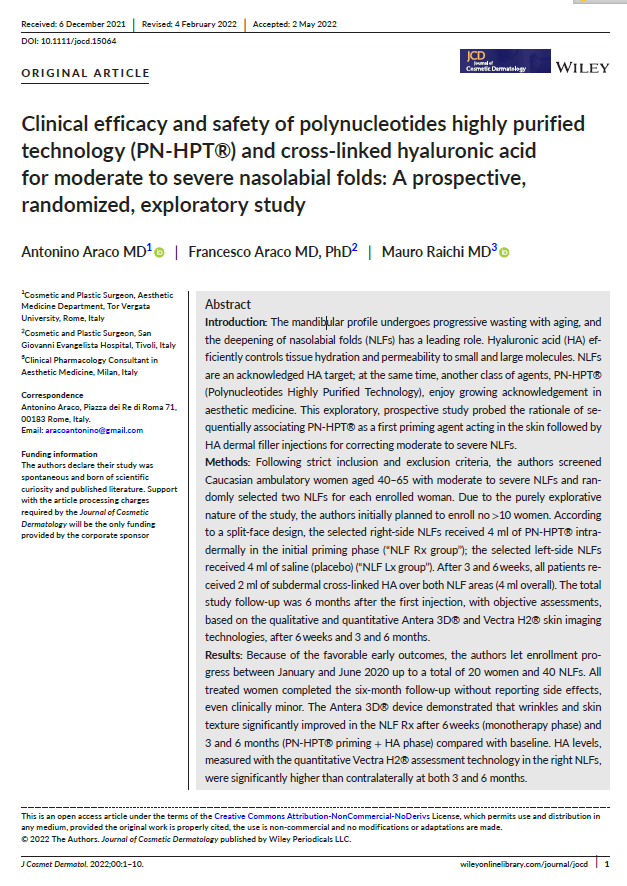 Received: 6 December 2021 | Revised: 4 February 2022 | Accepted: 2 May 2022
DOI: 10.1111/jocd.15064
ORIGINAL ARTICLE
JCD
Journal of
Cosmetic Dermatology
WILEY
Clinical efficacy and safety of polynucleotides highly purified
technology (PN-HPT®) and cross-linked hyaluronic acid
for moderate to severe nasolabial folds: A prospective,
randomized, exploratory study
Antonino Araco MD1 | Francesco Araco MD, PhD2 | Mauro Raichi MD3
1Cosmetic and Plastic Surgeon, Aesthetic
Medicine Department, Tor Vergata
University, Rome, Italy
2Cosmetic and Plastic Surgeon, San
Giovanni Evangelista Hospital, Tivoli, Italy
3Clinical Pharmacology Consultant in
Aesthetic Medicine, Milan, Italy
Correspondence
Antonino Araco, Piazza dei Re di Roma 71,
00183 Rome, Italy.
Email: aracoantonino@gmail.com
Funding information
The authors declare their study was
spontaneous and born of scientific
curiosity and published literature. Support
with the article processing charges
required by the Journal of Cosmetic
Dermatology will be the only funding
provided by the corporate sponsor
Abstract
Introduction: The mandibular profile undergoes progressive wasting with aging, and
the deepening of nasolabial folds (NLFs) has a leading role. Hyaluronic acid (HA) ef-
ficiently controls tissue hydration and permeability to small and large molecules. NLFs
are an acknowledged HA target; at the same time, another class of agents, PN-HPT®
(Polynucleotides Highly Purified Technology), enjoy growing acknowledgement in
aesthetic medicine. This exploratory, prospective study probed the rationale of se-
quentially associating PN-HPT® as a first priming agent acting in the skin followed by
HA dermal filler injections for correcting moderate to severe NLFs.
Methods: Following strict inclusion and exclusion criteria, the authors screened
Caucasian ambulatory women aged 40–65 with moderate to severe NLFs and ran-
domly selected two NLFs for each enrolled woman. Due to the purely explorative
nature of the study, the authors initially planned to enroll no >10 women. According
to a split-face design, the selected right-side NLFs received 4 ml of PN-HPT® intra-
dermally in the initial priming phase (“NLF Rx group”); the selected left-side NLFs
received 4 ml of saline (placebo) (“NLF Lx group”). After 3 and 6 weeks, all patients re-
ceived 2 ml of subdermal cross-linked HA over both NLF areas (4 ml overall). The total
study follow-up was 6 months after the first injection, with objective assessments,
based on the qualitative and quantitative Antera 3D® and Vectra H2® skin imaging
technologies, after 6 weeks and 3 and 6 months.
Results: Because of the favorable early outcomes, the authors let enrollment pro-
gress between January and June 2020 up to a total of 20 women and 40 NLFs. All
treated women completed the six-month follow-up without reporting side effects,
even clinically minor. The Antera 3D® device demonstrated that wrinkles and skin
texture significantly improved in the NLF Rx after 6 weeks (monotherapy phase) and
3 and 6 months (PN-HPT® priming + HA phase) compared with baseline. HA levels,
measured with the quantitative Vectra H2® assessment technology in the right NLFs,
were significantly higher than contralaterally at both 3 and 6 months.
This is an open access article under the terms of the Creative Commons Attribution-NonCommercial-NoDerivs License, which permits use and distribution in
any medium, provided the original work is properly cited, the use is non-commercial and no modifications or adaptations are made.
© 2022 The Authors. Journal of Cosmetic Dermatology published by Wiley Periodicals LLC.
J Cosmet Dermatol. 2022;00:1–10.
wileyonlinelibrary.com/journal/jocd | 1